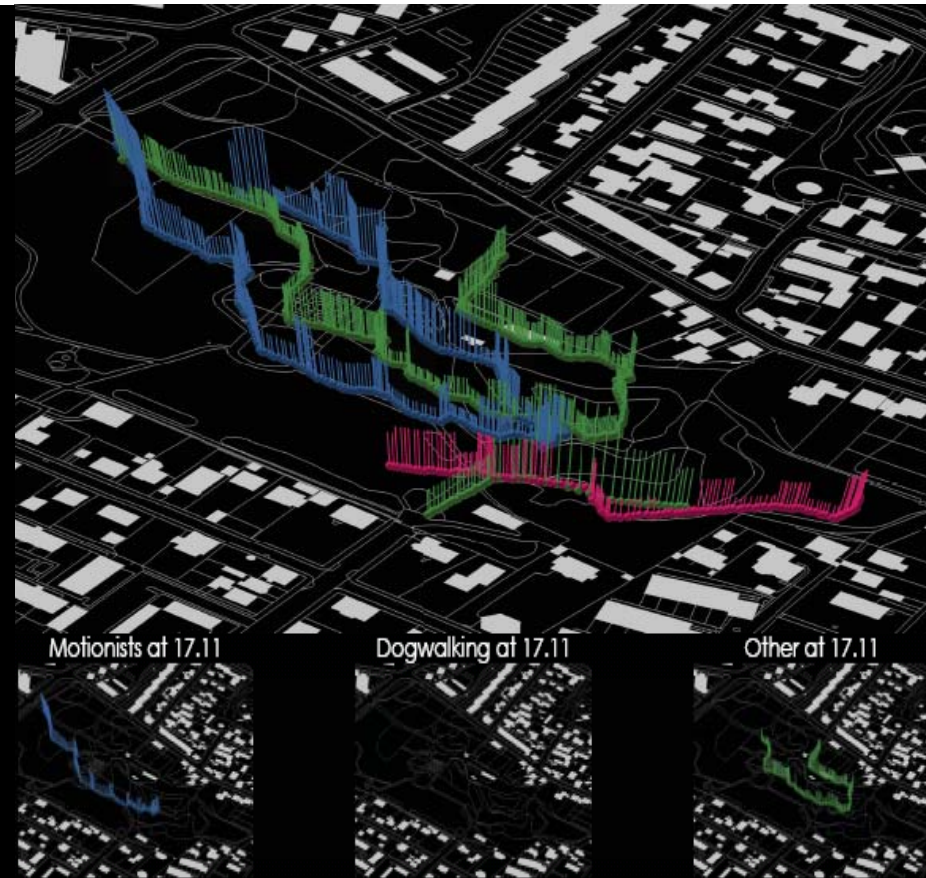 Motionists at 17.11
Dogwalking at 17.11
Other at 17.11